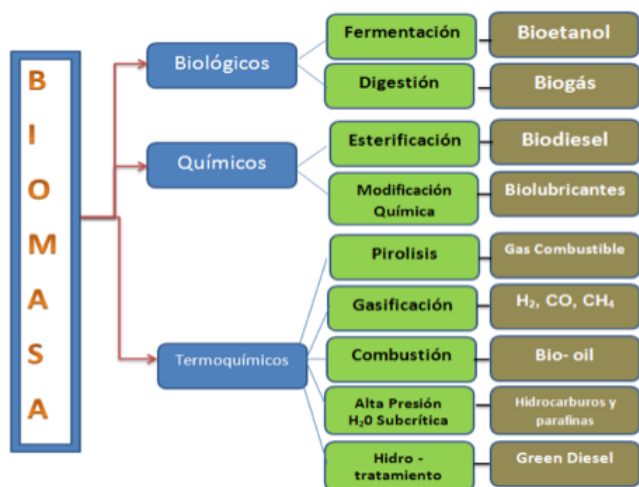 BIOMASA
Biológicos
Fermentación
Bioetanol
Digestión
Biogás
Químicos
Esterificación
Biodiesel
Modificación
Química
Biolubricantes
Termoquímicos
Pirolisis
Gas Combustible
Gasificación
H₂, CO, CH₄
Combustión
Bio- oil
Alta Presión
H₂0 Subcrítica
Hidrocarburos y
parafinas
Hidro -
tratamiento
Green Diesel